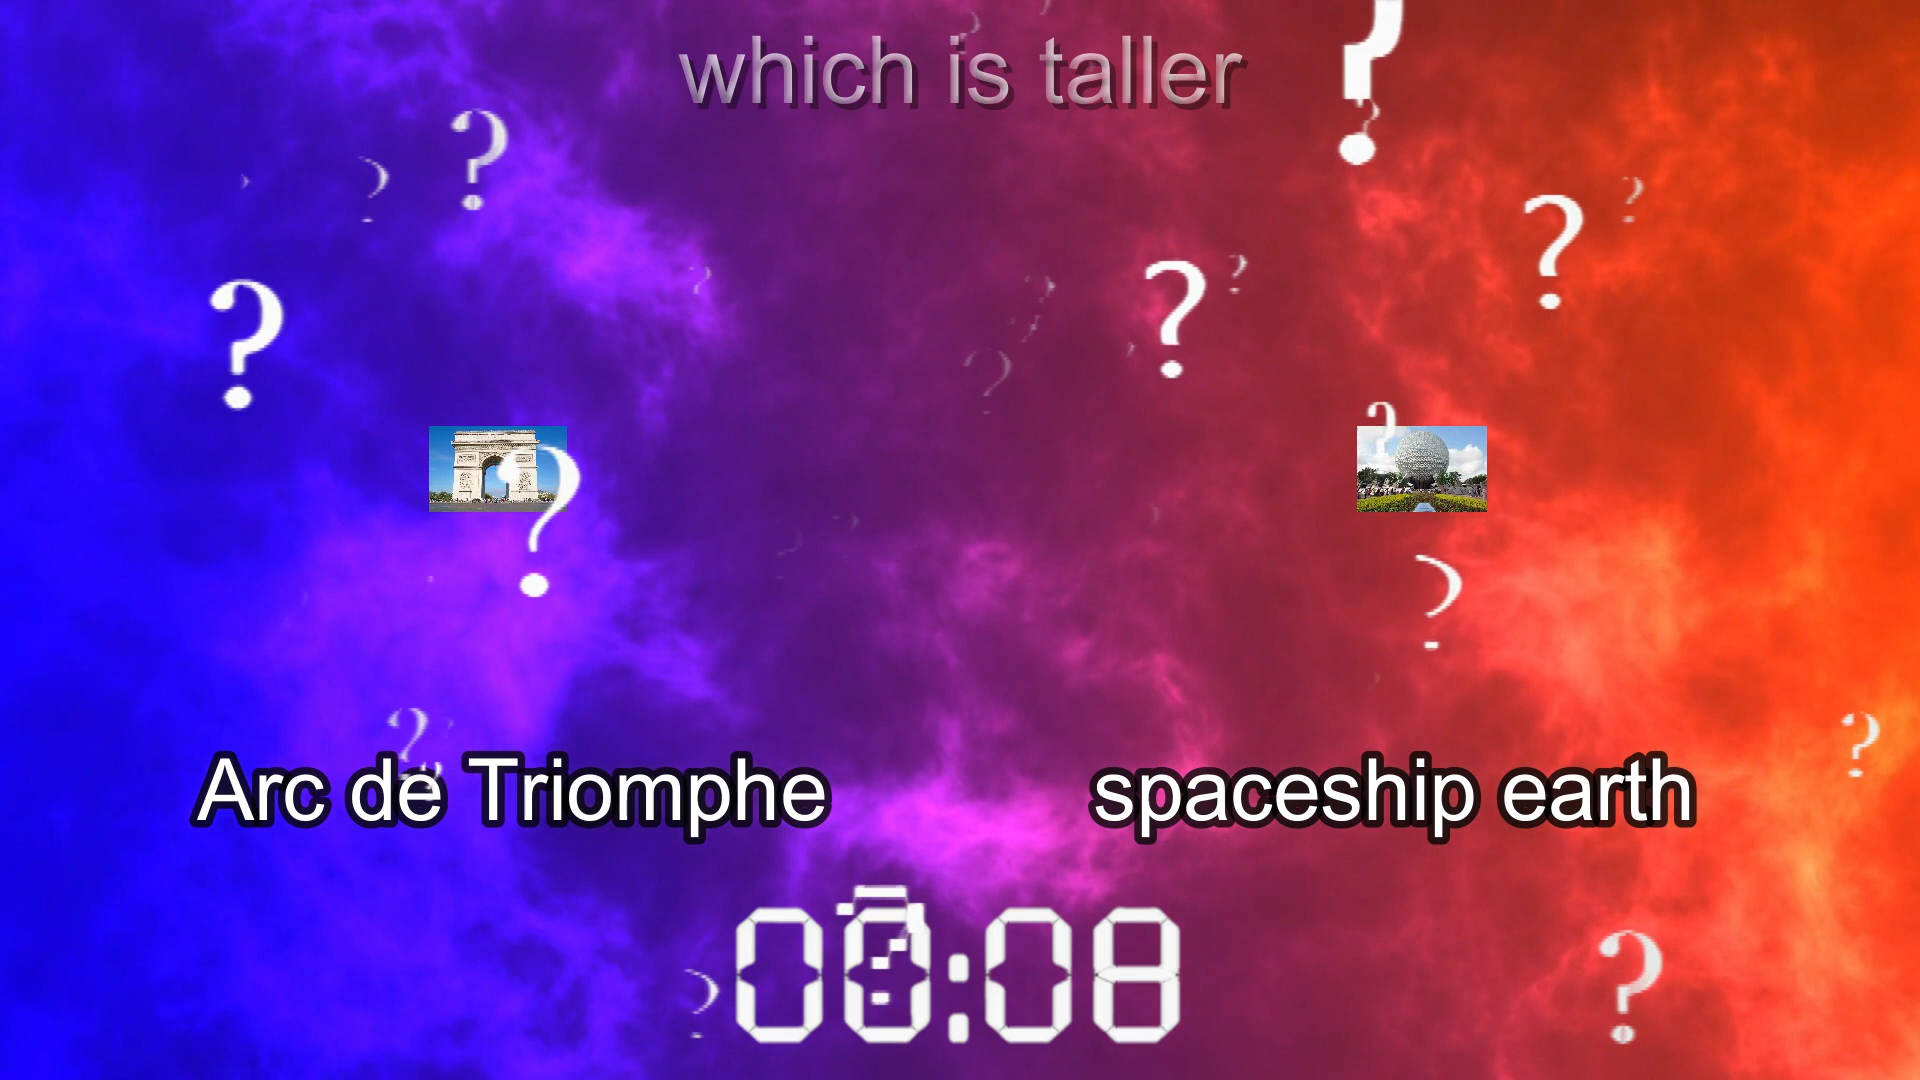 which is taller
Arc de Triomphe
spaceship earth
00:08